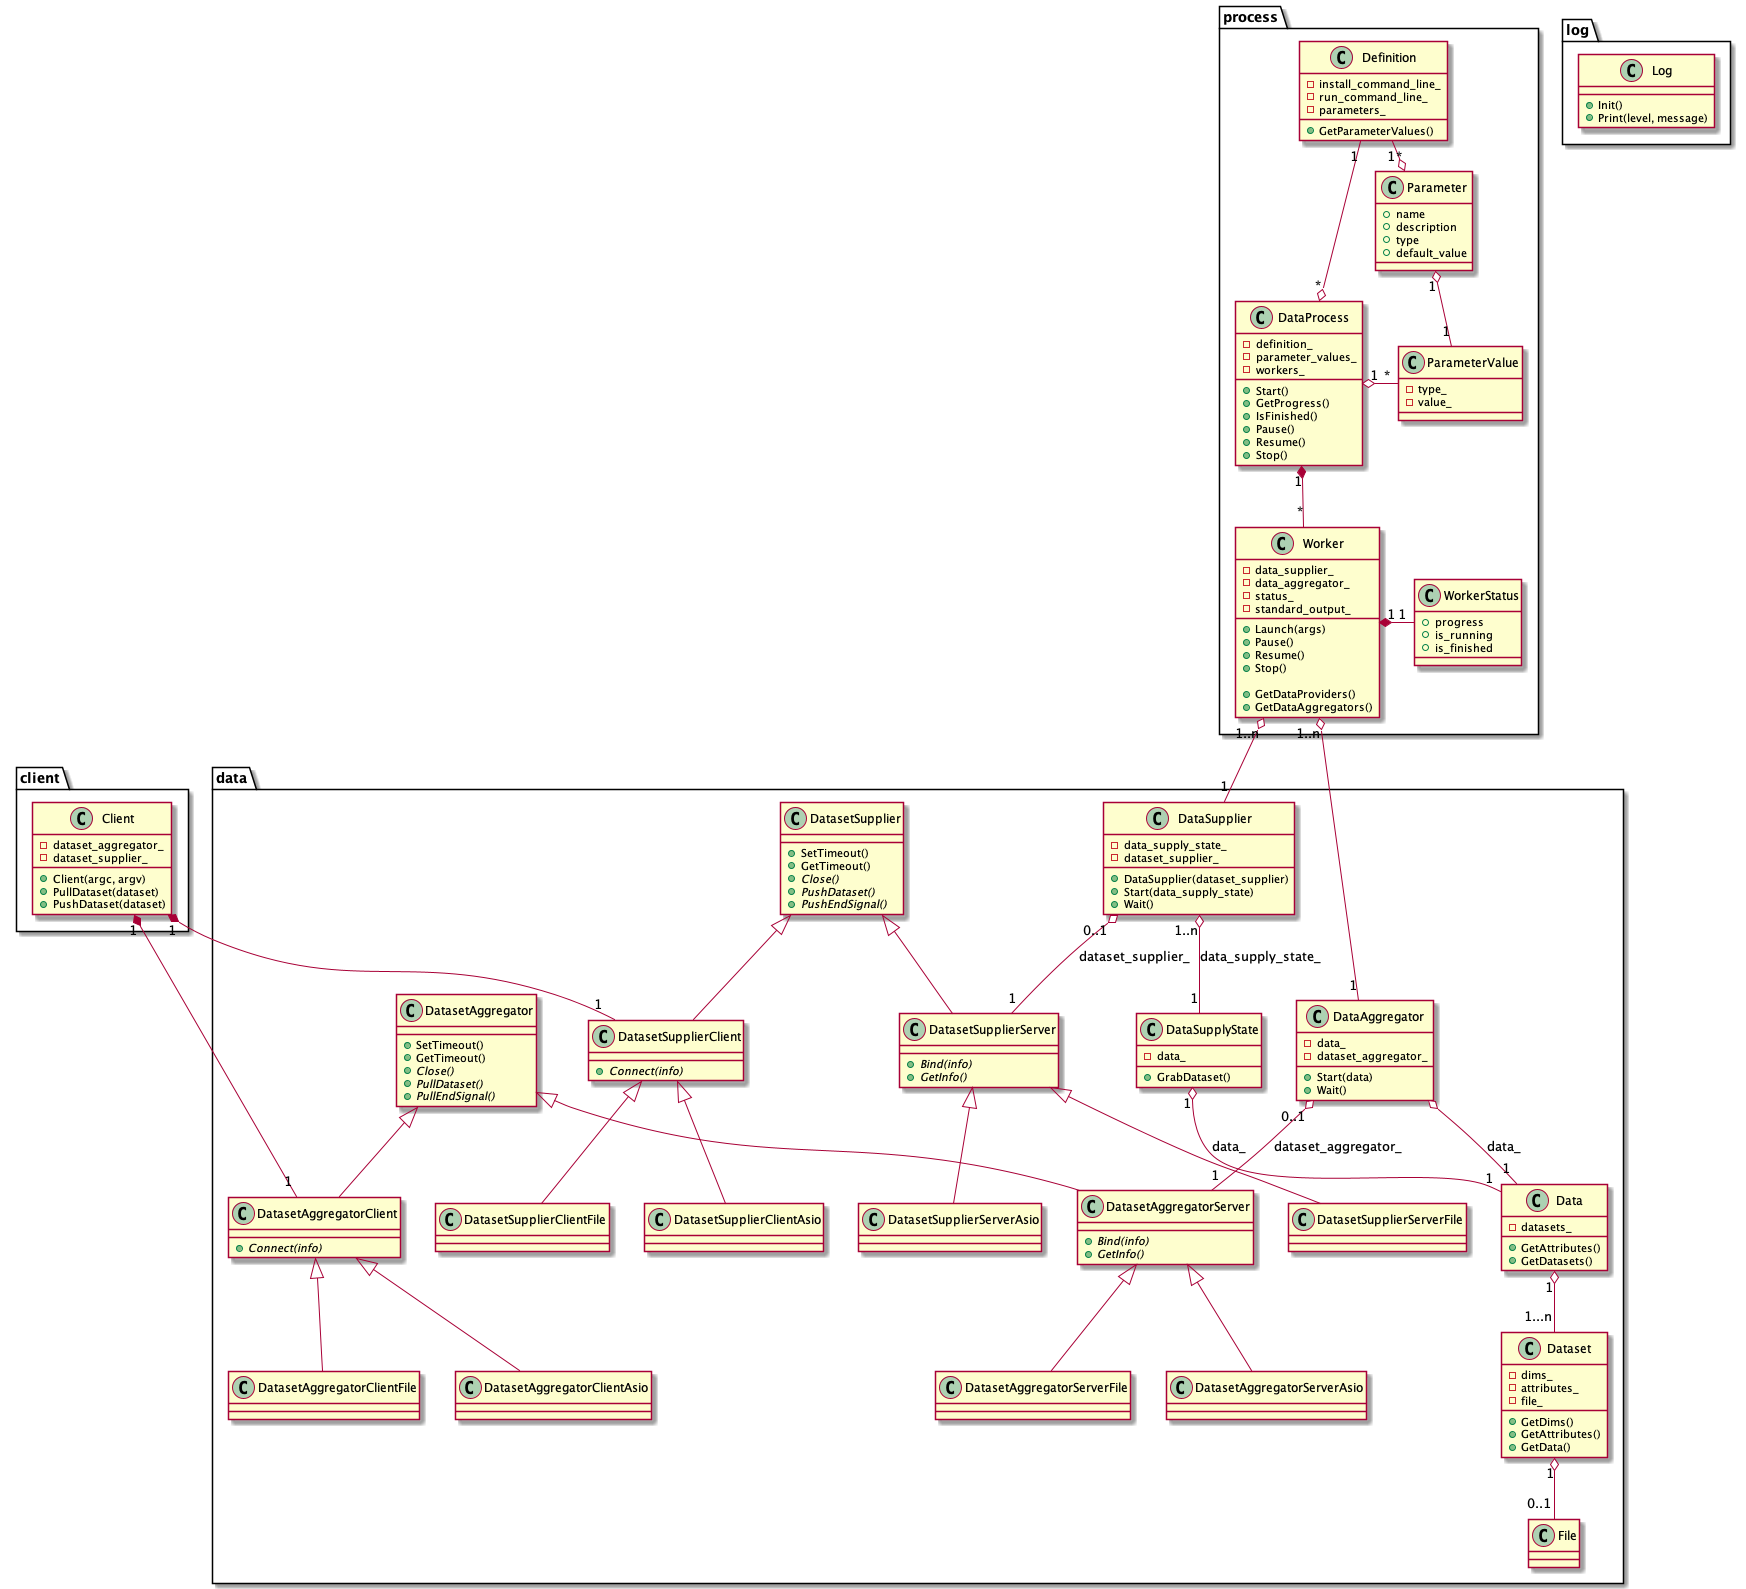 process
C Definition
install_command_line_
run_command_line_
parameters_
GetParameterValues()
1
1 *
C Parameter
name
description
type
default_value
1
1
*
C DataProcess
definition_
parameter_values_
workers_
Start()
GetProgress()
IsFinished()
Pause()
Resume()
Stop()
1 *
C ParameterValue
type_
value_
1
*
C Worker
data_supplier_
data_aggregator_
status_
standard_output_
Launch(args)
Pause()
Resume()
Stop()
GetDataProviders()
GetDataAggregators()
1 1
C WorkerStatus
progress
is_running
is_finished
1..n
1..n
1
1
log
C Log
Init()
Print(level, message)
client
C Client
dataset_aggregator_
dataset_supplier_
Client(argc, argv)
PullDataset(dataset)
PushDataset(dataset)
1
1
1
1
data
C DatasetSupplier
SetTimeout()
GetTimeout()
Close()
PushDataset()
PushEndSignal()
C DataSupplier
data_supply_state_
dataset_supplier_
DataSupplier(dataset_supplier)
Start(data_supply_state)
Wait()
0..1
dataset_supplier_
1
1..n
data_supply_state_
1
C DatasetAggregator
SetTimeout()
GetTimeout()
Close()
PullDataset()
PullEndSignal()
C DatasetSupplierClient
Connect(info)
C DatasetSupplierServer
Bind(info)
GetInfo()
C DataSupplyState
data_
GrabDataset()
C DataAggregator
data_
dataset_aggregator_
Start(data)
Wait()
1
data_
1
0..1
dataset_aggregator_
1
data_
1
C DatasetAggregatorClient
Connect(info)
C DatasetSupplierClientFile
C DatasetSupplierClientAsio
C DatasetSupplierServerAsio
C DatasetAggregatorServer
Bind(info)
GetInfo()
C DatasetSupplierServerFile
C Data
datasets_
GetAttributes()
GetDatasets()
1
1...n
C DatasetAggregatorClientFile
C DatasetAggregatorClientAsio
C DatasetAggregatorServerFile
C DatasetAggregatorServerAsio
C Dataset
dims_
attributes_
file_
GetDims()
GetAttributes()
GetData()
1
0..1
C File